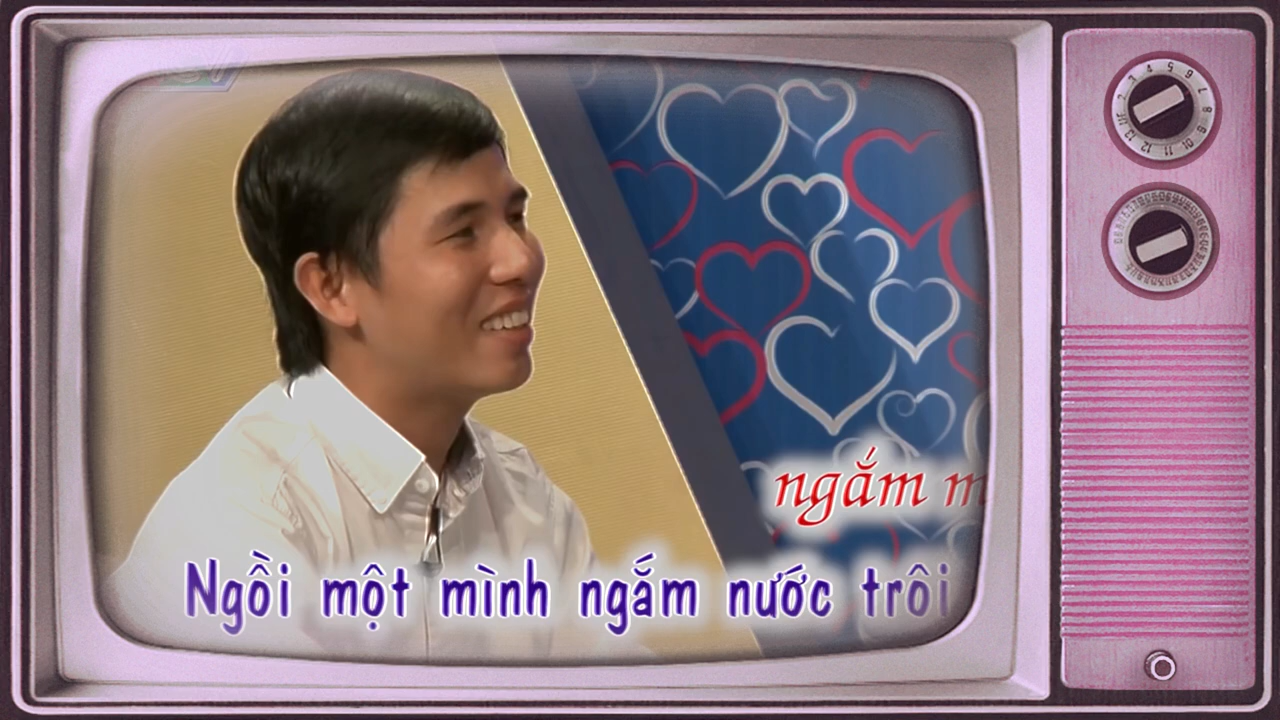 ngắm
Ngồi một mình ngắm nước trôi